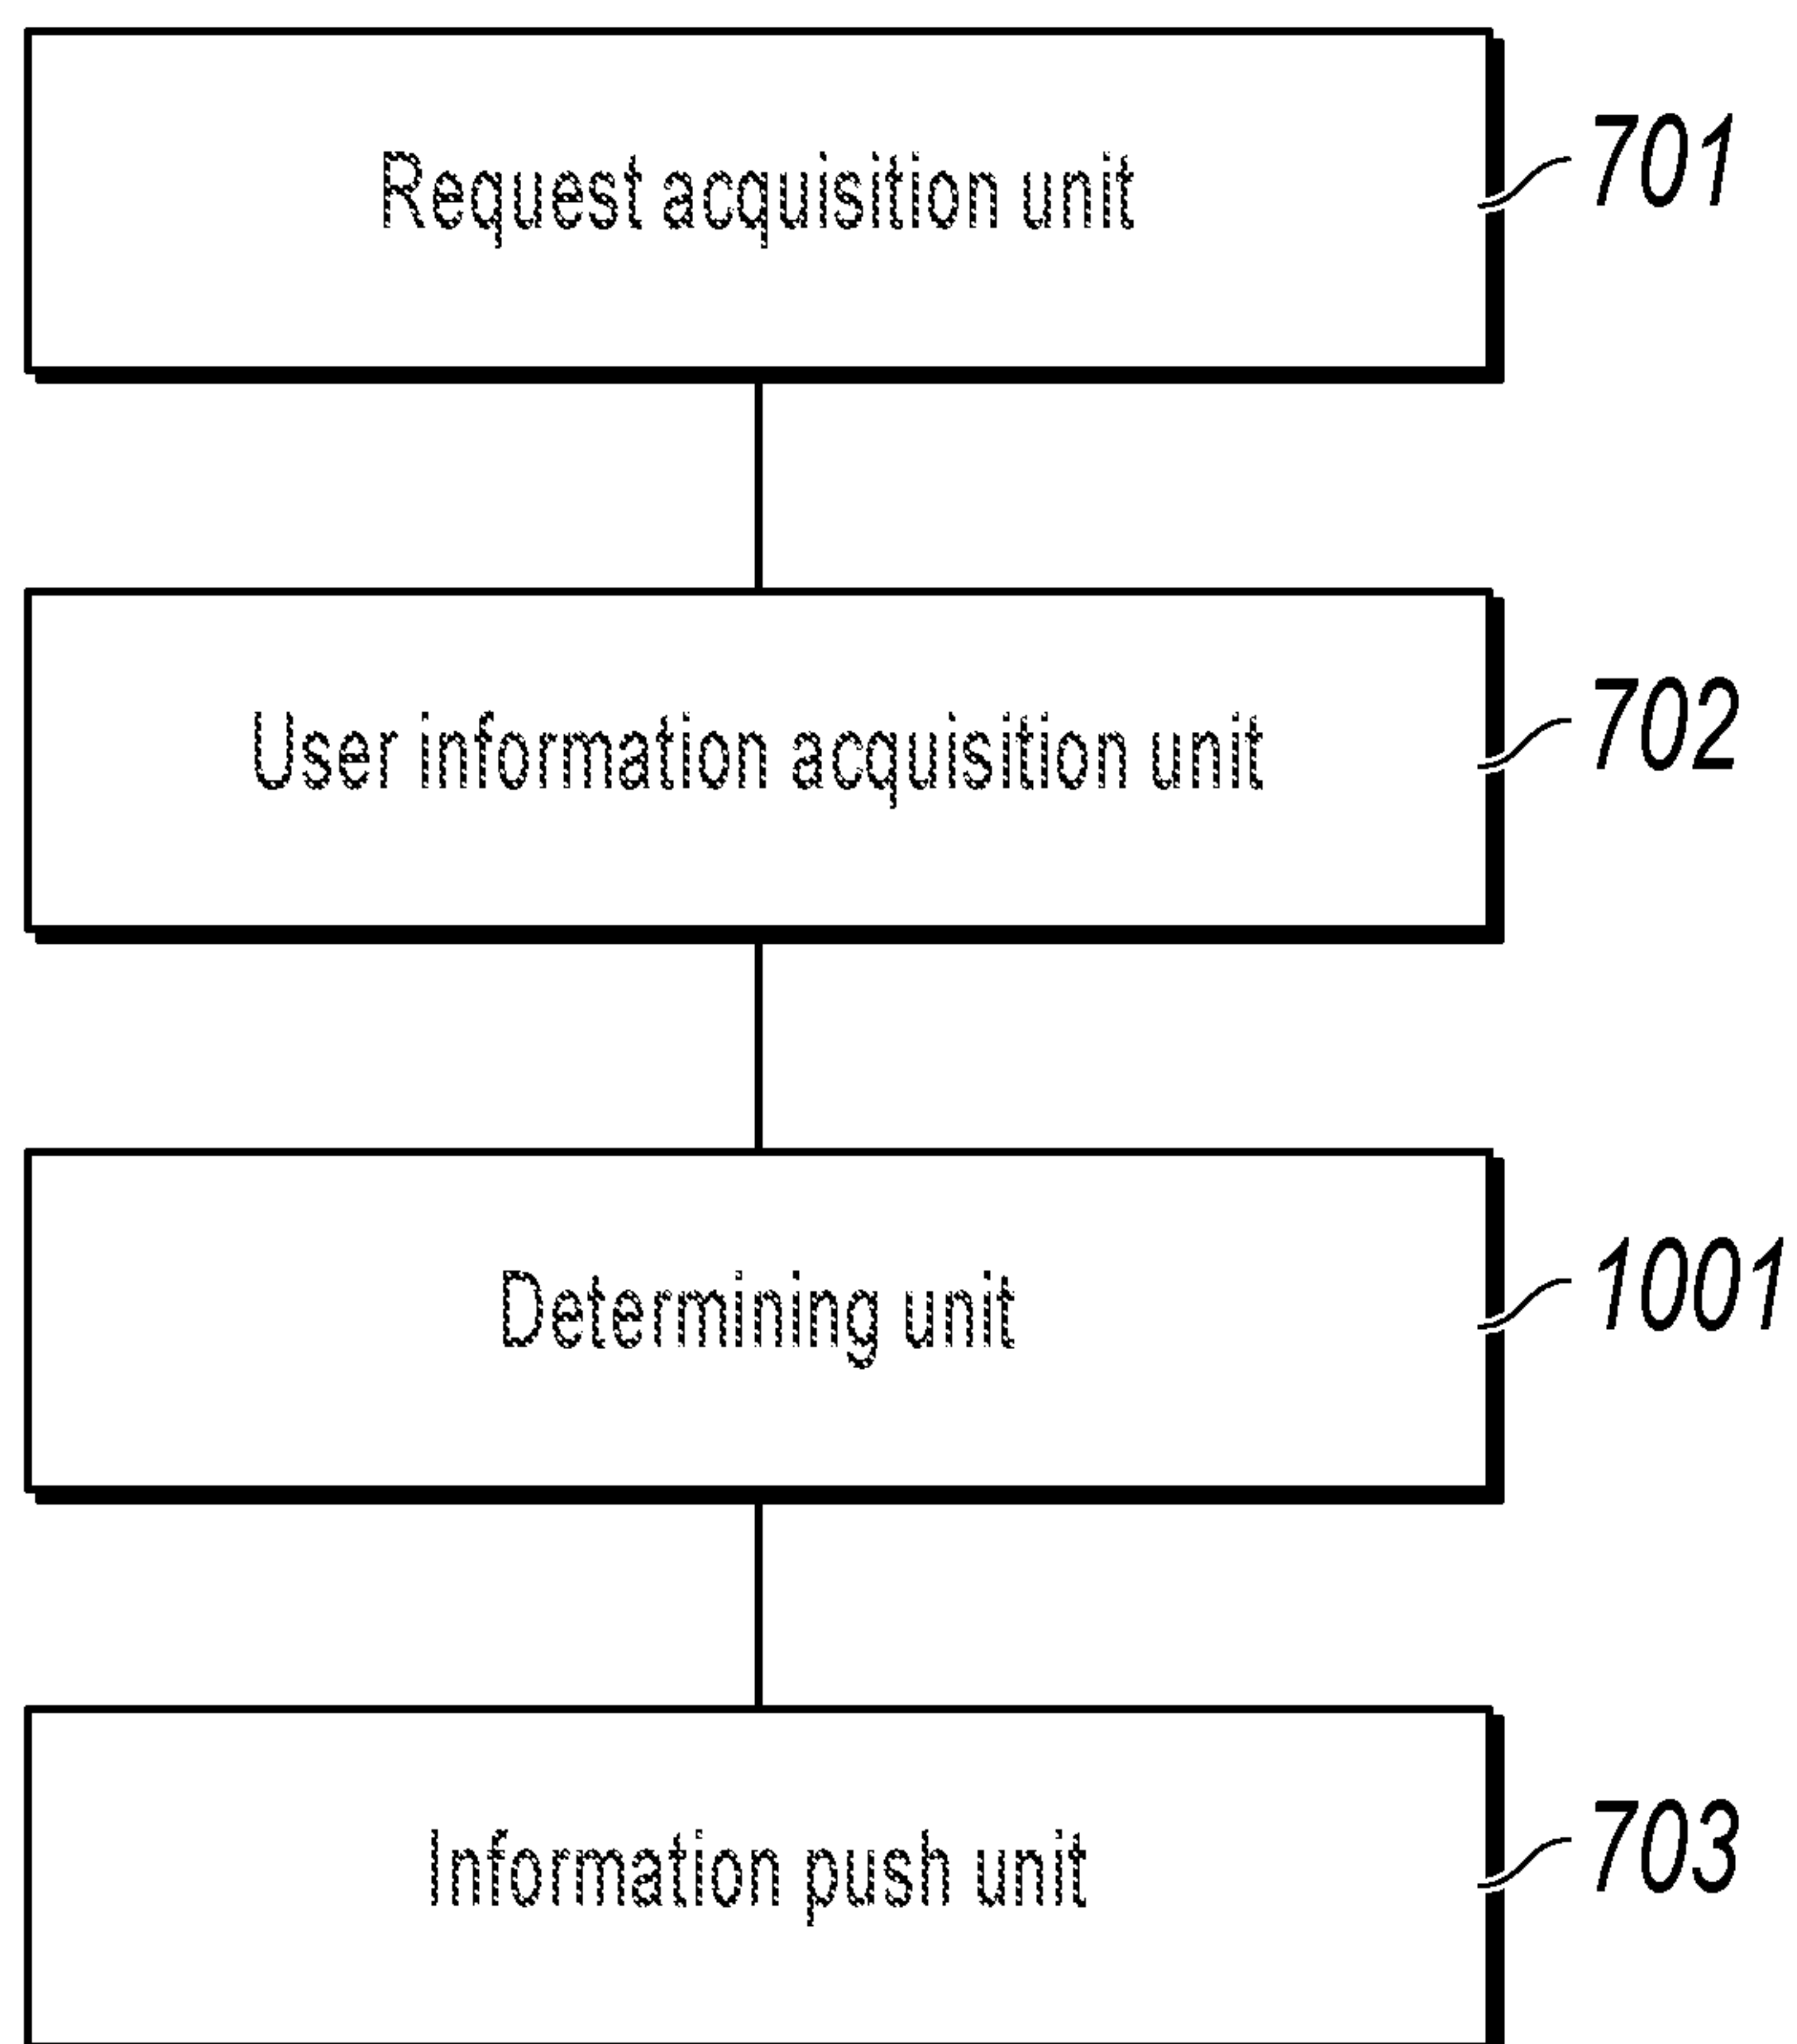 Request acquisition unit
701
User information acquisition unit
702
Determining unit
1001
Information push unit
703